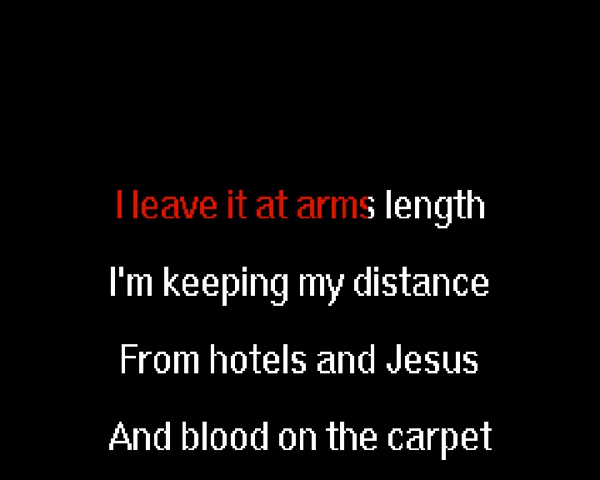 I leave it at arms length
I'm keeping my distance
From hotels and Jesus
And blood on the carpet